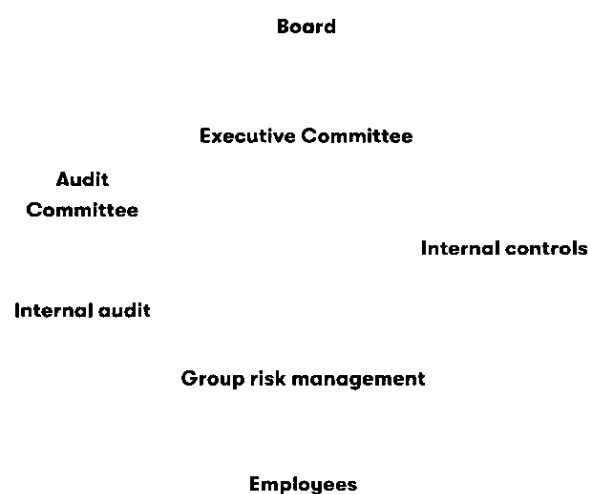 Board
Executive Committee
Audit
Committee
Internal controls
Internal audit
Group risk management
Employees